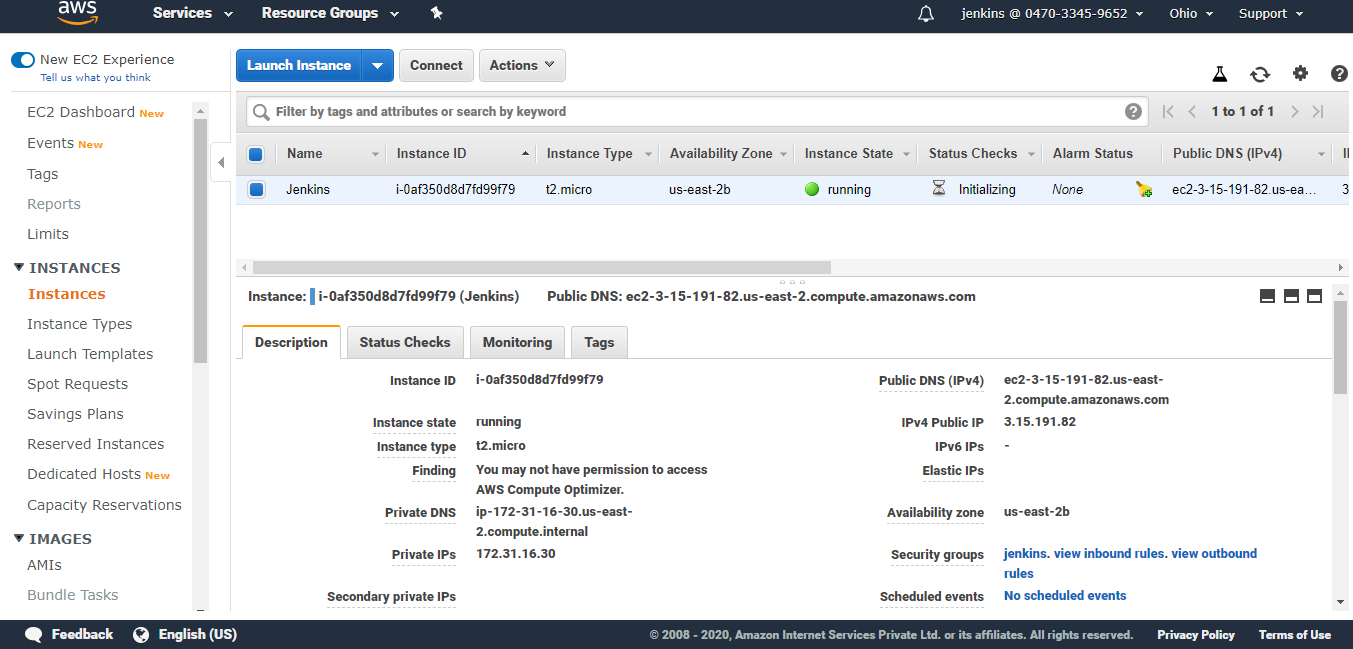 aws Services Resource Groups jenkins @ 0470-3345-9652 Ohio Support
New EC2 Experience
Tell us what you think
EC2 Dashboard New
Events New
Tags
Reports
Limits
INSTANCES
Instances
Instance Types
Launch Templates
Spot Requests
Savings Plans
Reserved Instances
Dedicated Hosts New
Capacity Reservations
IMAGES
AMIs
Bundle Tasks
Launch Instance Connect Actions
Filter by tags and attributes or search by keyword ? 1 to 1 of 1
Name Instance ID Instance Type Availability Zone Instance State Status Checks Alarm Status Public DNS (IPv4)
Jenkins i-0af350d8d7fd99f79 t2.micro us-east-2b running Initializing None ec2-3-15-191-82.us-ea... 3
Instance: i-0af350d8d7fd99f79 (Jenkins) Public DNS: ec2-3-15-191-82.us-east-2.compute.amazonaws.com
Description Status Checks Monitoring Tags
Instance ID i-0af350d8d7fd99f79
Instance state running
Instance type t2.micro
Finding You may not have permission to access
AWS Compute Optimizer.
Private DNS ip-172-31-16-30.us-east-
2.compute.internal
Private IPs 172.31.16.30
Secondary private IPs
Public DNS (IPv4) ec2-3-15-191-82.us-east-
2.compute.amazonaws.com
IPv4 Public IP 3.15.191.82
IPv6 IPs -
Elastic IPs
Availability zone us-east-2b
Security groups jenkins. view inbound rules. view outbound
rules
Scheduled events No scheduled events
Feedback English (US) © 2008 - 2020, Amazon Internet Services Private Ltd. or its affiliates. All rights reserved. Privacy Policy Terms of Use